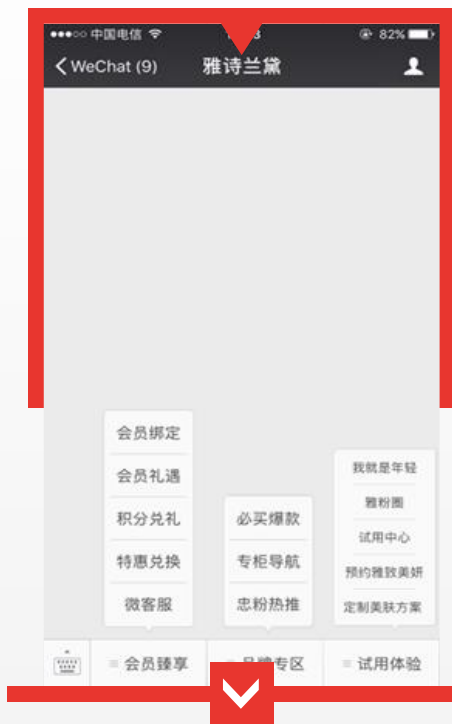 中国电信 82%
WeChat (9) 雅诗兰黛
会员绑定
会员礼遇
积分兑礼
特惠兑换
微客服
必买爆款
专柜导航
忠粉热推
我就是年轻
雅粉圈
试用中心
预约雅致美妍
定制美肤方案
会员臻享 专区 试用体验